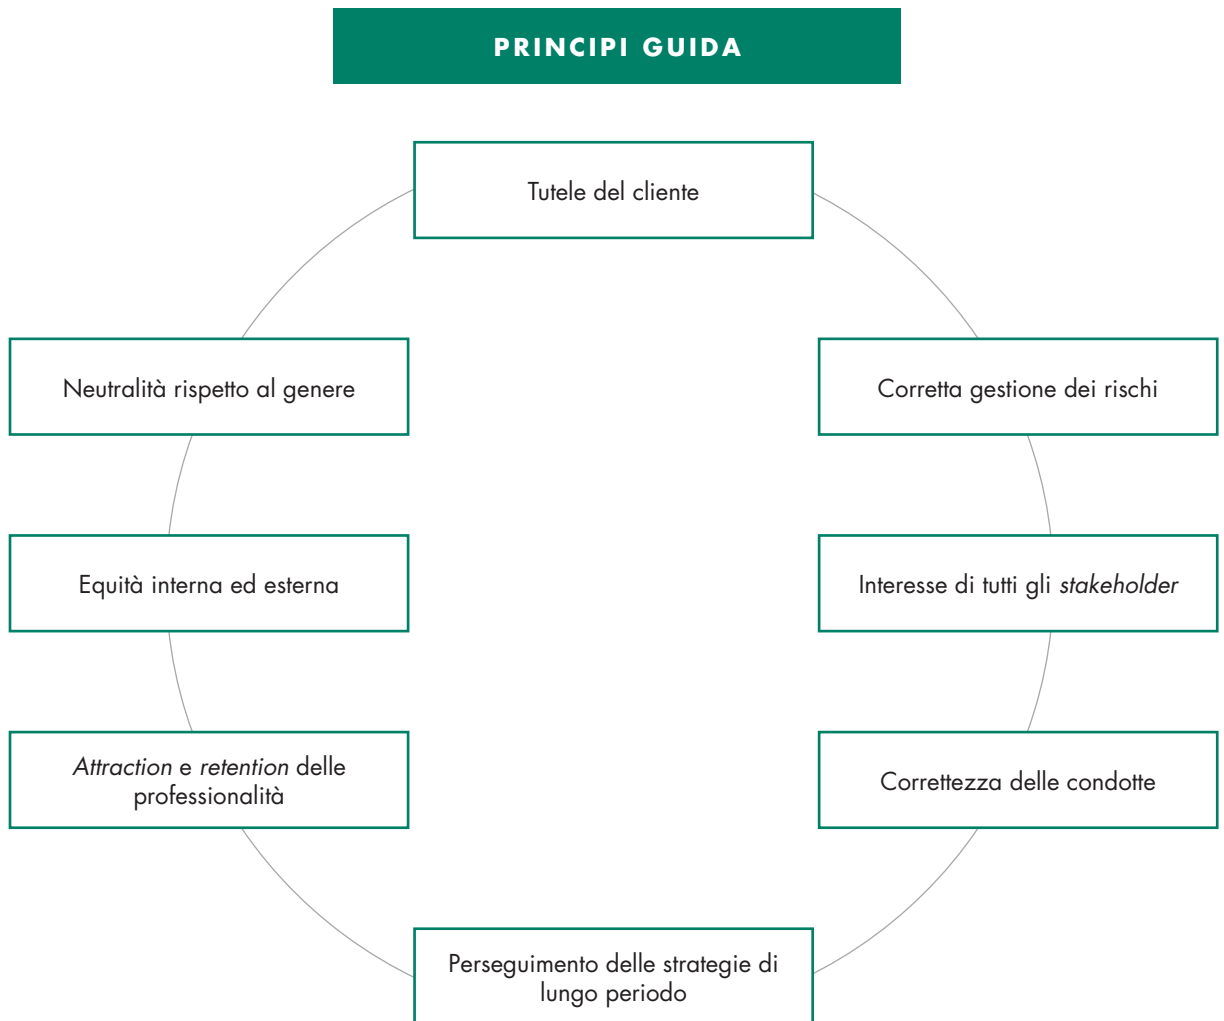 PRINCIPI GUIDA
Tutele del cliente
Neutralità rispetto al genere
Corretta gestione dei rischi
Equità interna ed esterna
Interesse di tutti gli stakeholder
Attraction e retention delle
professionalità
Correttezza delle condotte
Perseguimento delle strategie di
lungo periodo